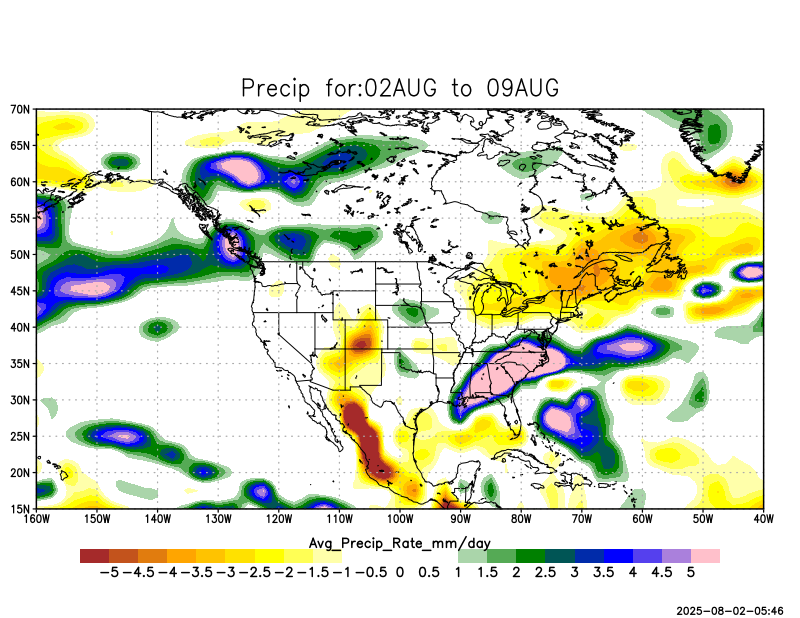 Precip for:02AUG to 09AUG
70N
65N
60N
55N
50N
45N
40N
35N
30N
25N
20N
15N
160W 150W 140W 130W 120W 110W 100W 90W 80W 70W 60W 50W 40W
Avg_Precip_Rate_mm/day
-5 -4.5 -4 -3.5 -3 -2.5 -2 -1.5 -1 -0.5 0 0.5 1 1.5 2 2.5 3 3.5 4 4.5 5
2025-08-02-05:46